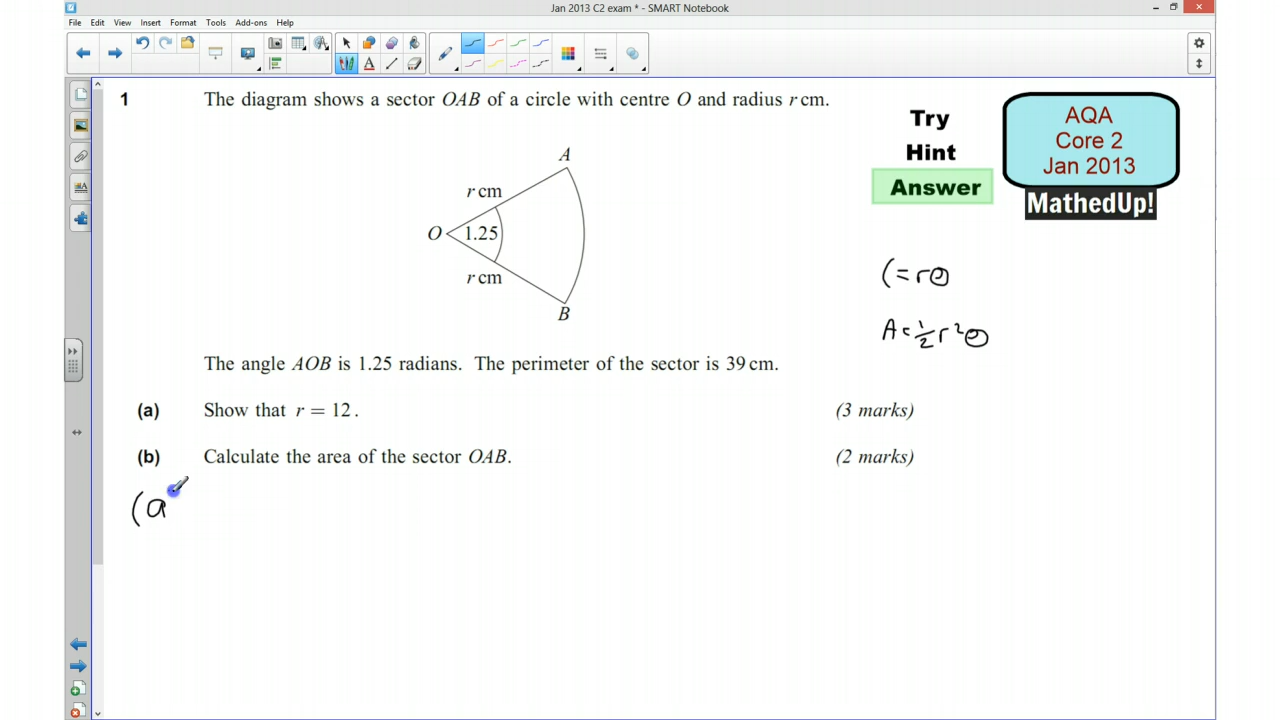 Jan 2013 C2 exam * - SMART Notebook
File Edit View Insert Format Tools Add-ons Help
1 The diagram shows a sector OAB of a circle with centre O and radius r cm.
Try
Hint
Answer
AQA
Core 2
Jan 2013
MathedUp!
A
r cm
O 1.25
r cm
B
l = rθ
A = 1/2 r²θ
The angle AOB is 1.25 radians. The perimeter of the sector is 39 cm.
(a) Show that r = 12. (3 marks)
(b) Calculate the area of the sector OAB. (2 marks)
(a